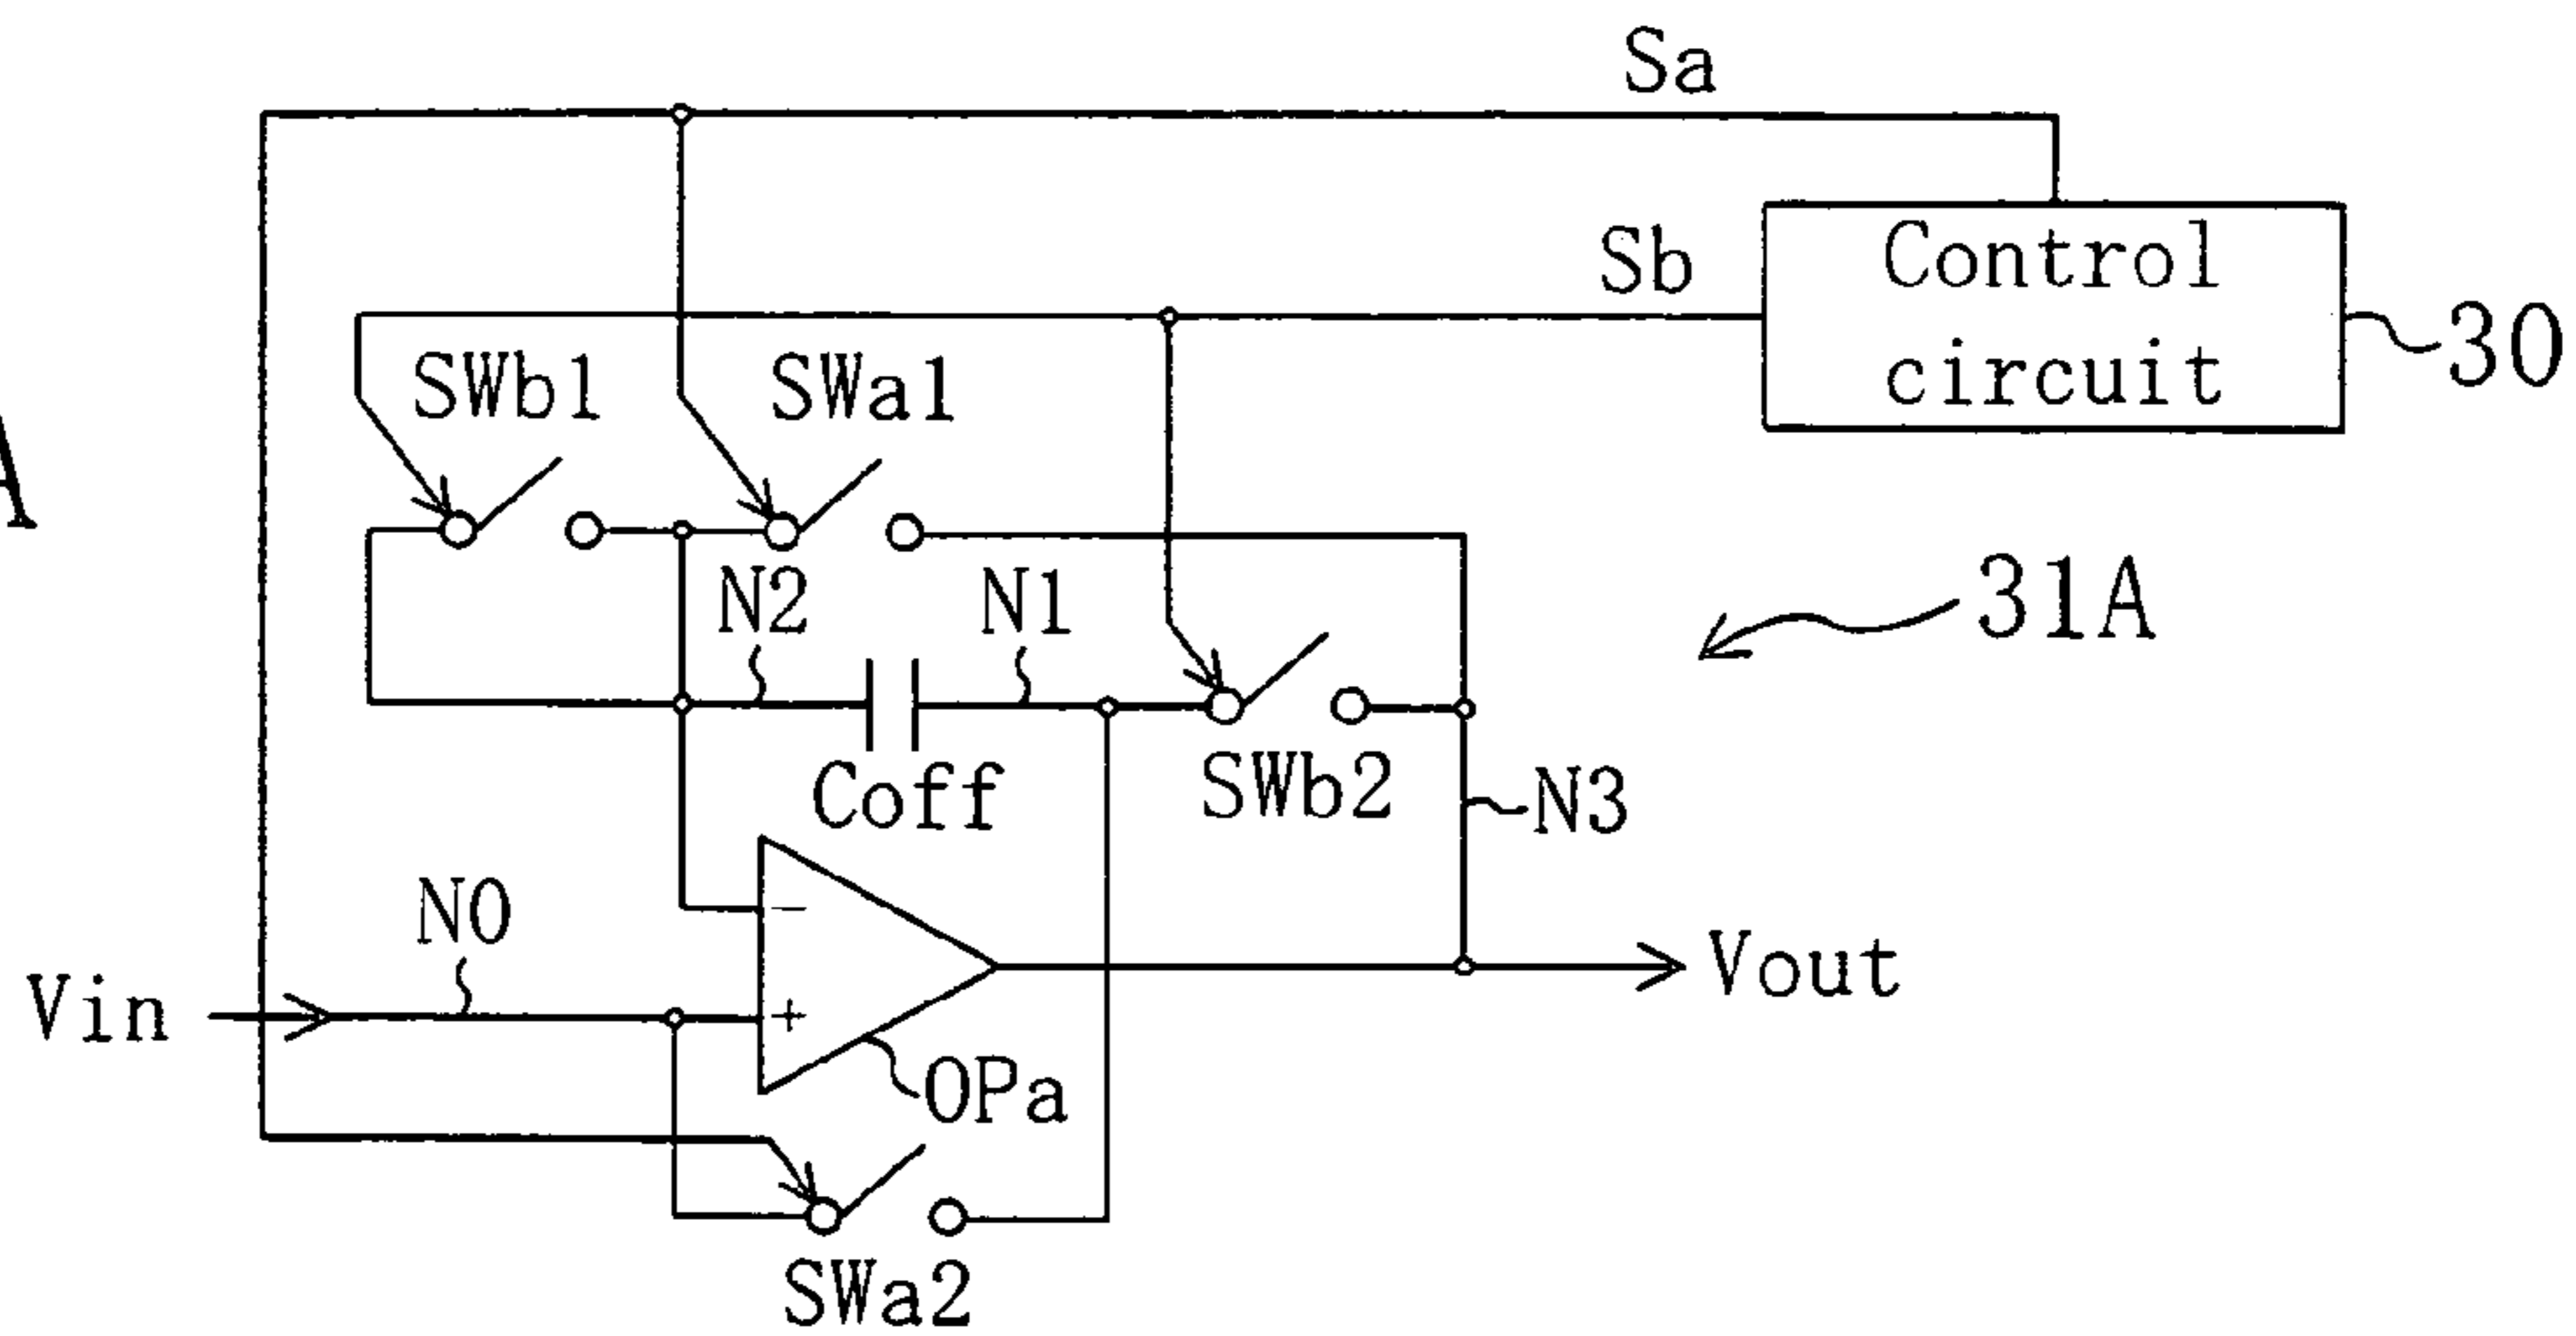 Sa
Sb
Control
circuit
30
SWb1
SWa1
A
N2
N1
31A
Coff
SWb2
N3
N0
−
+
Vin
Vout
OPa
SWa2